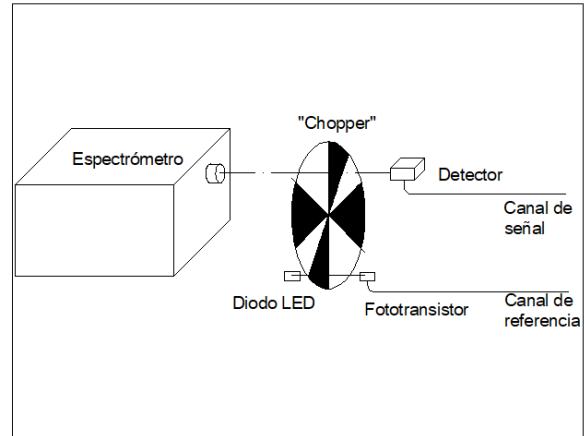 "Chopper"
Espectrómetro
Detector
Canal de
señal
Diodo LED
Fototransistor
Canal de
referencia